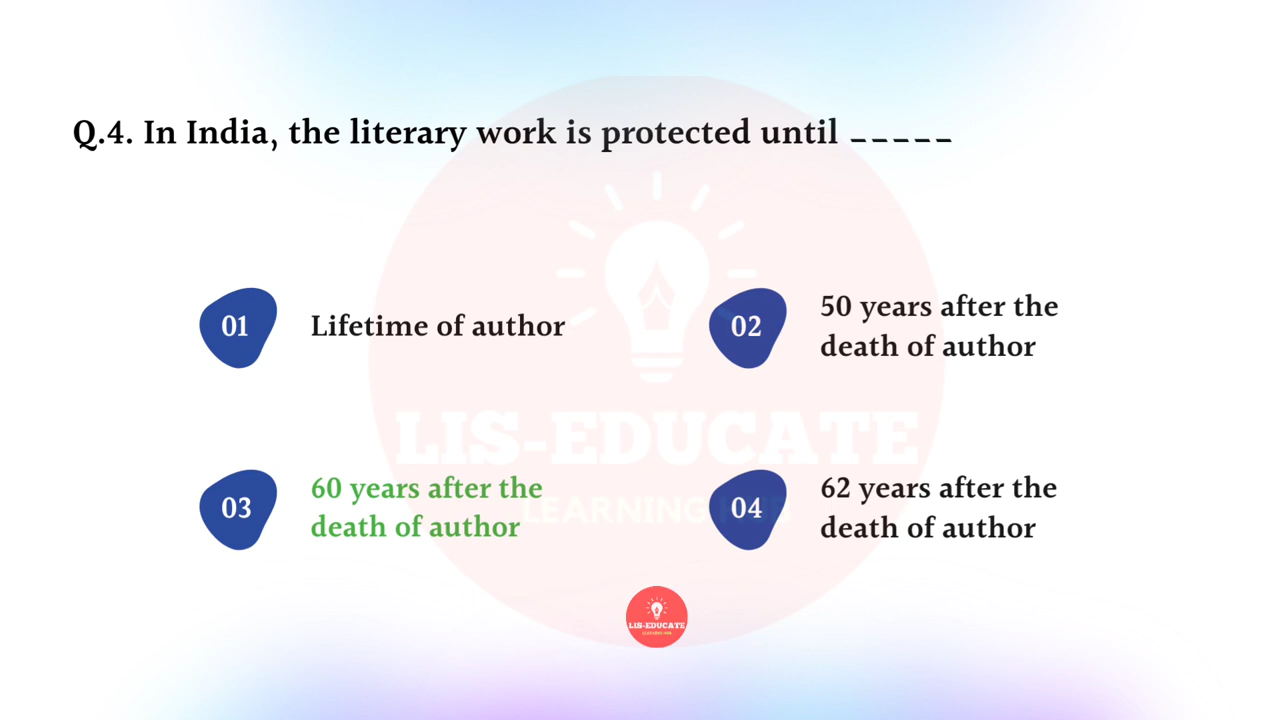 Q.4. In India, the literary work is protected until _____
01
Lifetime of author
02
50 years after the
death of author
03
60 years after the
death of author
04
62 years after the
death of author
LIS-EDUCATE
LEARNING HUB
LIS-EDUCATE
LEARNING HUB